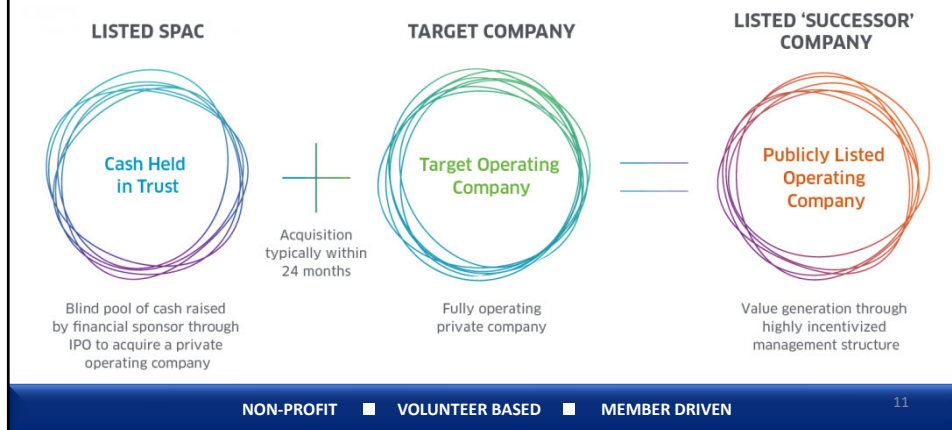 LISTED SPAC
Cash Held
in Trust
Blind pool of cash raised
by financial sponsor through
IPO to acquire a private
operating company
Acquisition
typically within
24 months
TARGET COMPANY
Target Operating
Company
Fully operating
private company
LISTED ‘SUCCESSOR’
COMPANY
Publicly Listed
Operating
Company
Value generation through
highly incentivized
management structure
NON-PROFIT ■ VOLUNTEER BASED ■ MEMBER DRIVEN
11